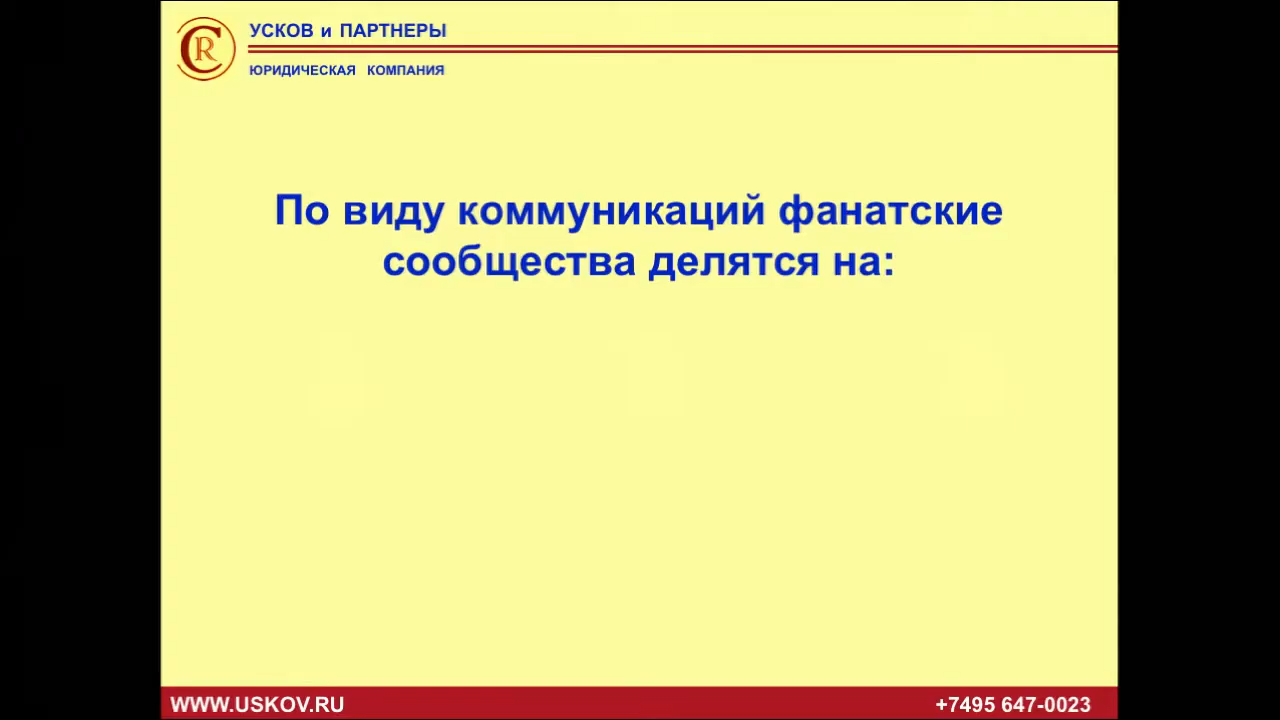 УСКОВ и ПАРТНЕРЫ
ЮРИДИЧЕСКАЯ КОМПАНИЯ
По виду коммуникаций фанатские
сообщества делятся на:
WWW.USKOV.RU
+7495 647-0023